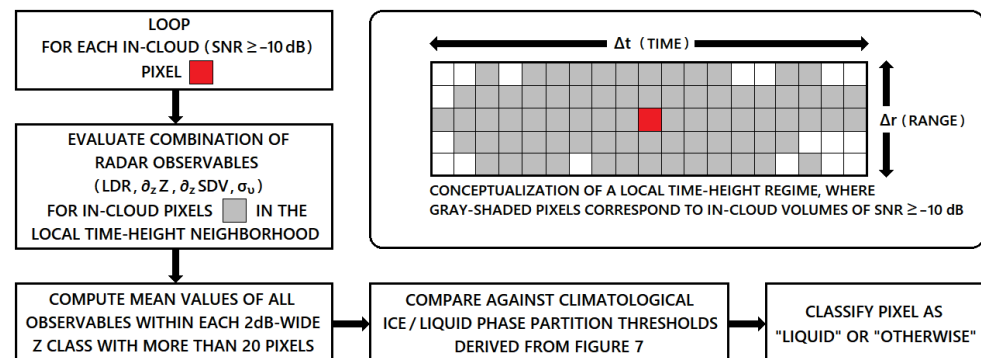 LOOP
FOR EACH IN-CLOUD (SNR ≥ –10 dB)
PIXEL
EVALUATE COMBINATION OF
RADAR OBSERVABLES
(LDR, ∂zZ, ∂zSDV, συ)
FOR IN-CLOUD PIXELS IN THE
LOCAL TIME-HEIGHT NEIGHBORHOOD
COMPUTE MEAN VALUES OF ALL
OBSERVABLES WITHIN EACH 2dB-WIDE
Z CLASS WITH MORE THAN 20 PIXELS
Δt (TIME)
Δr (RANGE)
CONCEPTUALIZATION OF A LOCAL TIME-HEIGHT REGIME, WHERE
GRAY-SHADED PIXELS CORRESPOND TO IN-CLOUD VOLUMES OF SNR ≥ –10 dB
COMPARE AGAINST CLIMATOLOGICAL
ICE / LIQUID PHASE PARTITION THRESHOLDS
DERIVED FROM FIGURE 7
CLASSIFY PIXEL AS
"LIQUID" OR "OTHERWISE"